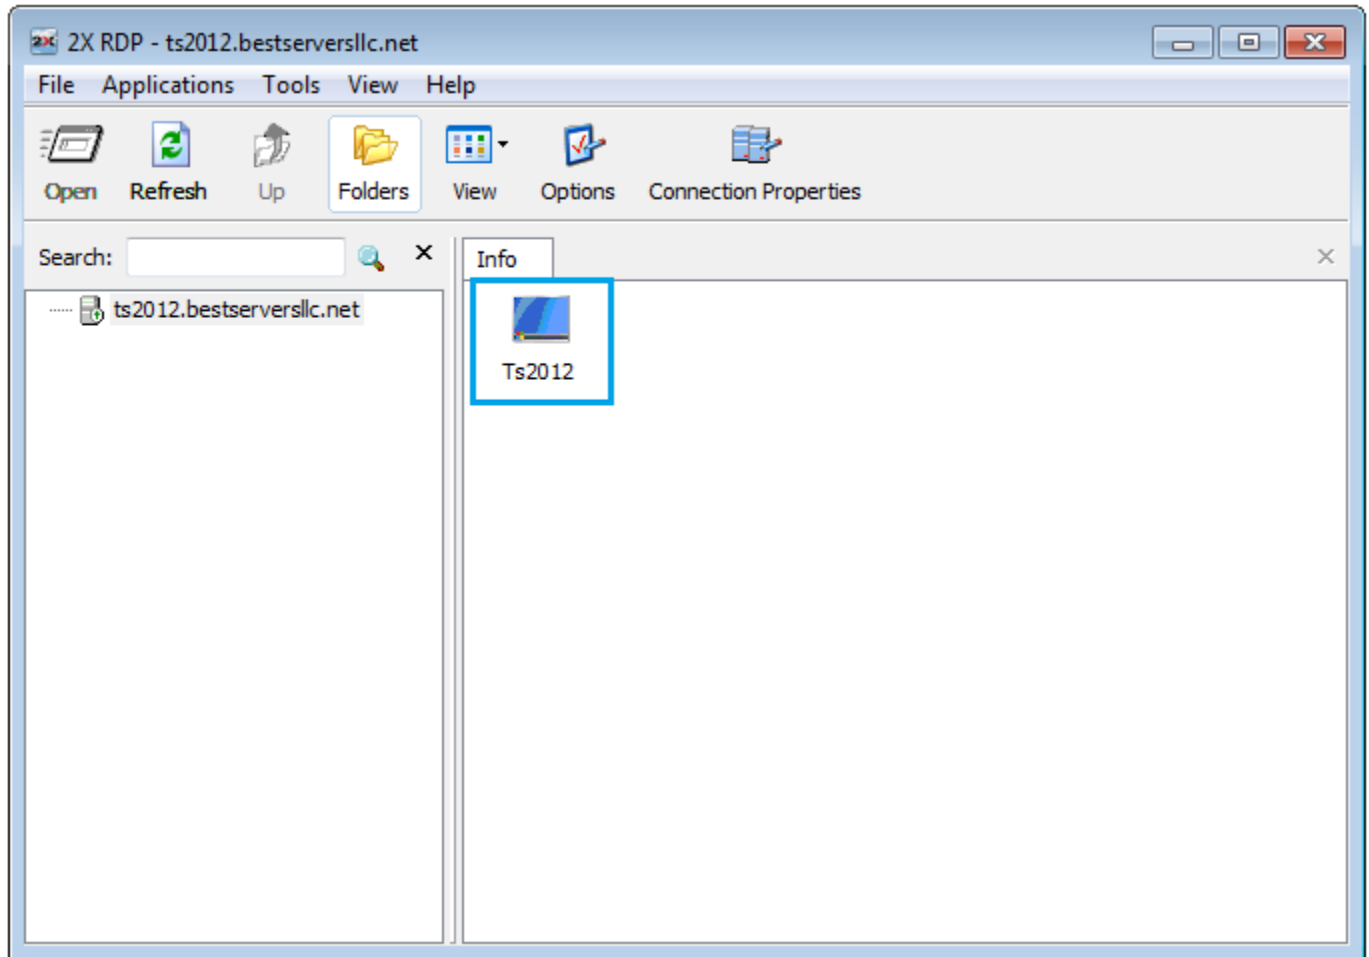 2X RDP - ts2012.bestserversllc.net
File Applications Tools View Help
Open Refresh Up Folders View Options Connection Properties
Search:
Info
ts2012.bestserversllc.net
Ts2012